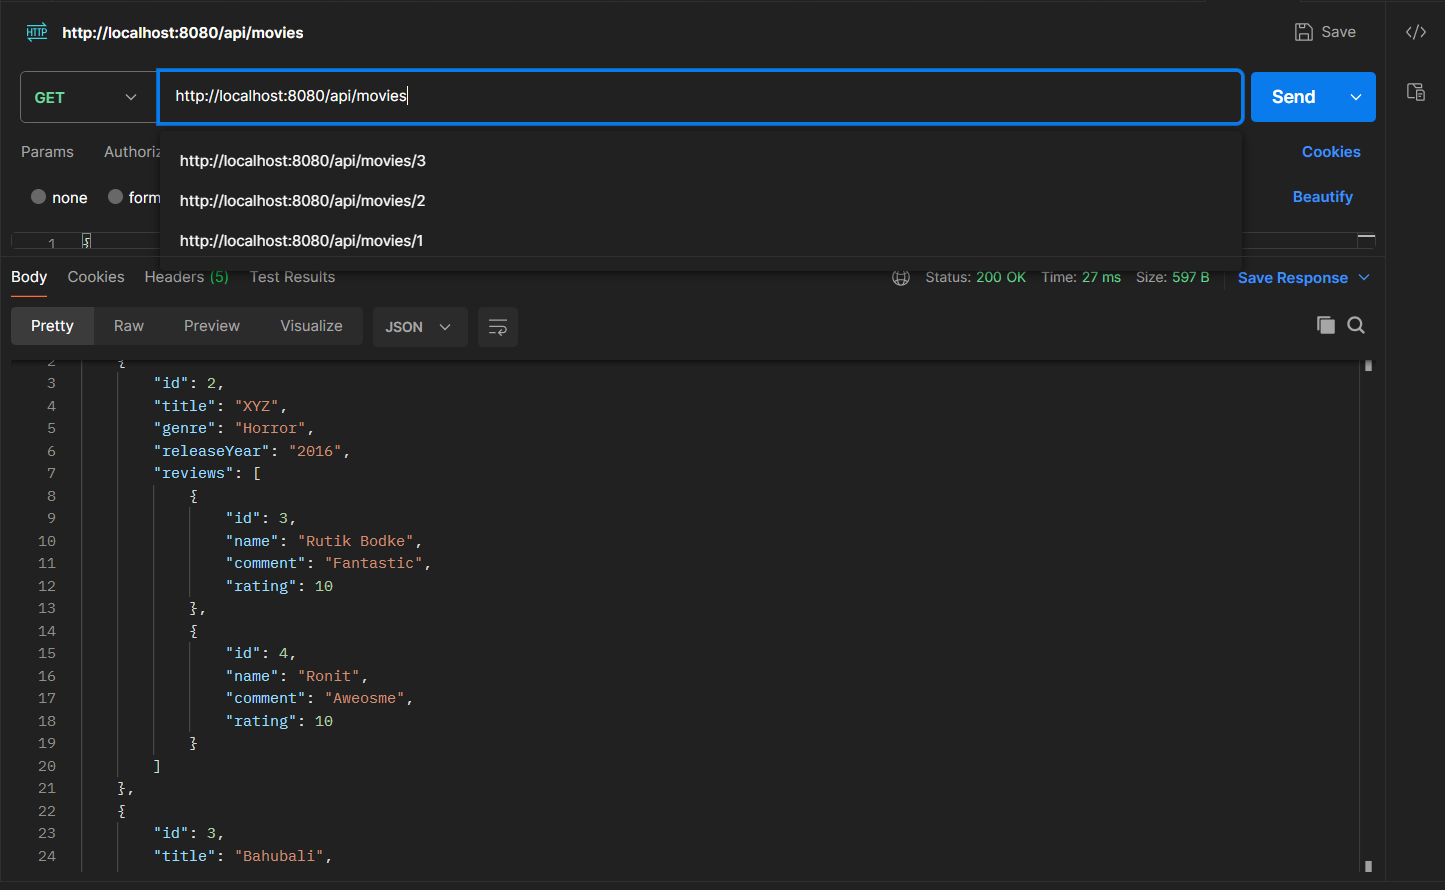 HTTP http://localhost:8080/api/movies Save </>
GET http://localhost:8080/api/movies Send
Params Authoriz Cookies
http://localhost:8080/api/movies/3
none form Beautify
http://localhost:8080/api/movies/2
1 {
http://localhost:8080/api/movies/1
Body Cookies Headers (5) Test Results Status: 200 OK Time: 27 ms Size: 597 B Save Response
Pretty Raw Preview Visualize JSON
2 {
3 "id": 2,
4 "title": "XYZ",
5 "genre": "Horror",
6 "releaseYear": "2016",
7 "reviews": [
8 {
9 "id": 3,
10 "name": "Rutik Bodke",
11 "comment": "Fantastic",
12 "rating": 10
13 },
14 {
15 "id": 4,
16 "name": "Ronit",
17 "comment": "Aweosme",
18 "rating": 10
19 }
20 ]
21 },
22 {
23 "id": 3,
24 "title": "Bahubali",